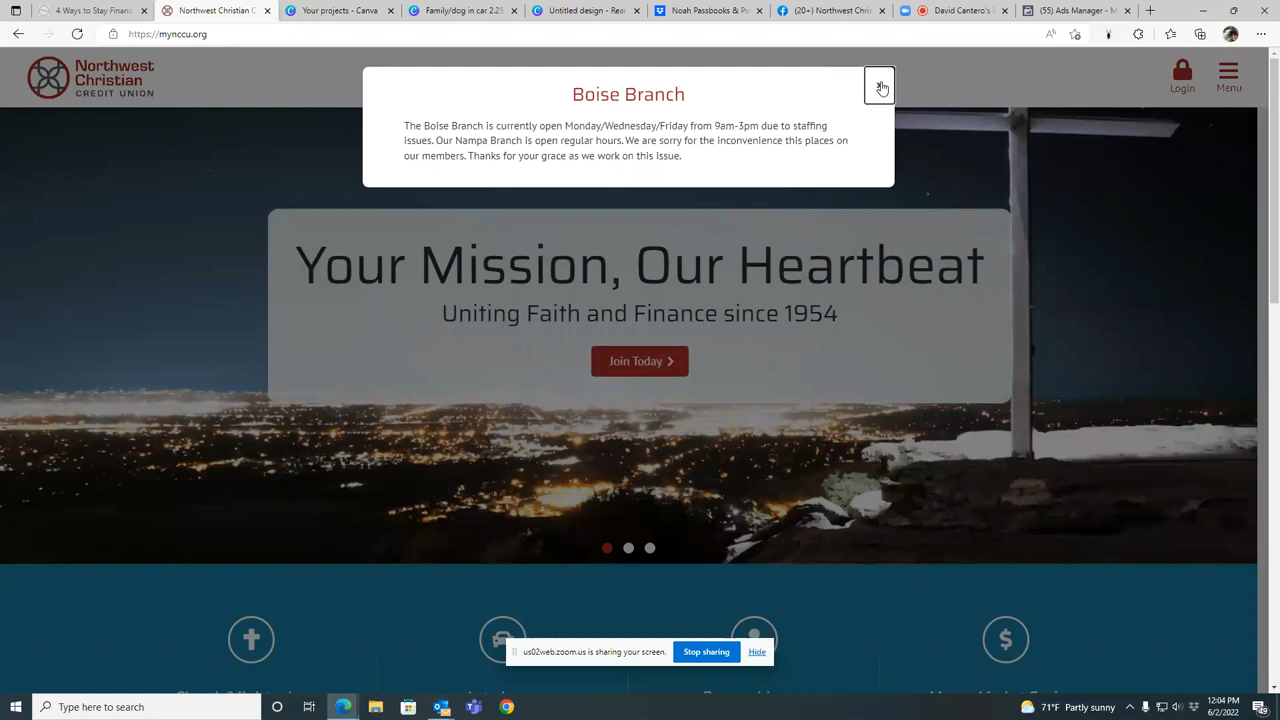 4 Ways to Stay Financ
Northwest Christian C
Your projects - Canva
Family/dog in car 2.25
Untitled design - Rea
Noah Passbooks & Po
(20+) Northwest Chris
David Cantero's
(55) Ads Manager - M
https://mynccu.org
Northwest
Christian
CREDIT UNION
Login
Menu
Boise Branch
The Boise Branch is currently open Monday/Wednesday/Friday from 9am-3pm due to staffing
issues. Our Nampa Branch is open regular hours. We are sorry for the inconvenience this places on
our members. Thanks for your grace as we work on this issue.
Your Mission, Our Heartbeat
Uniting Faith and Finance since 1954
Join Today
us02web.zoom.us is sharing your screen.
Stop sharing
Hide
Type here to search
71°F Partly sunny
12:04 PM
6/2/2022
49